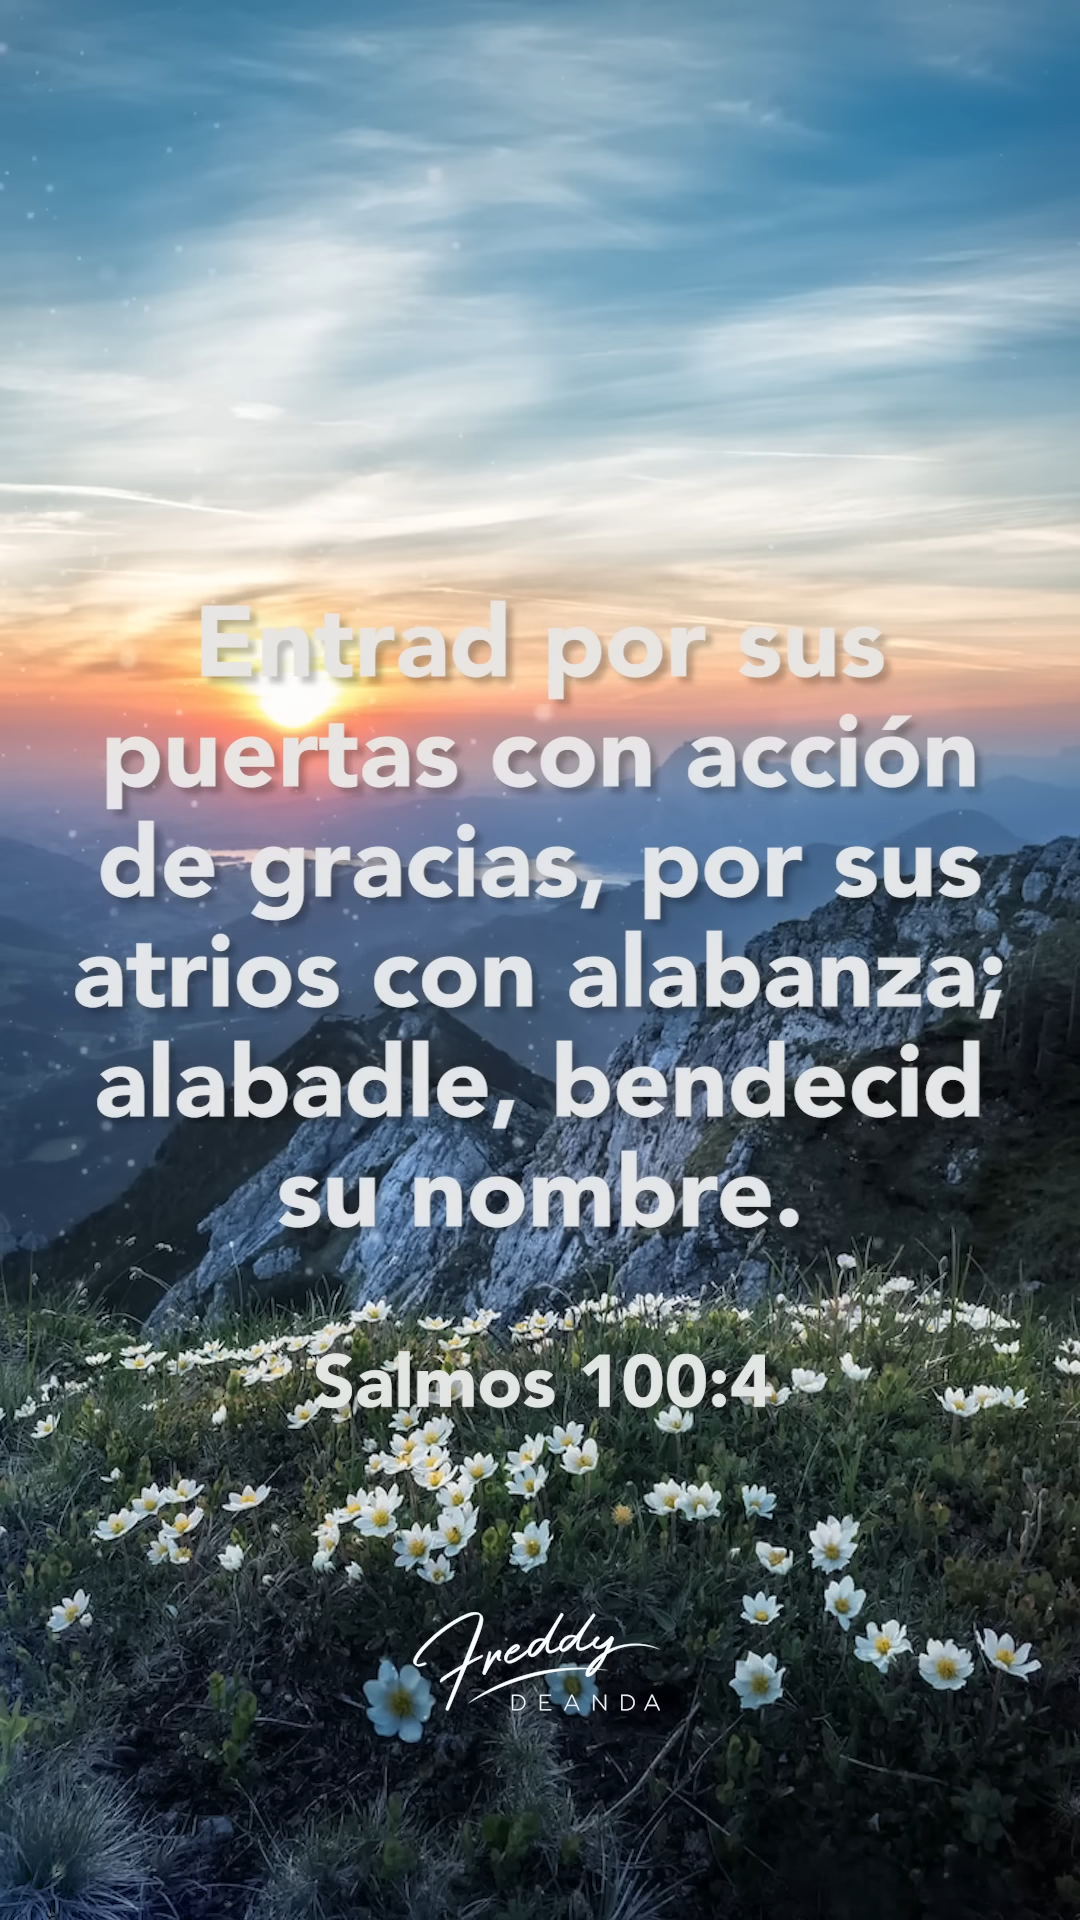 Entrad por sus
puertas con acción
de gracias, por sus
atrios con alabanza;
alabadle, bendecid
su nombre.
Salmos 100:4
Freddy
DEANDA